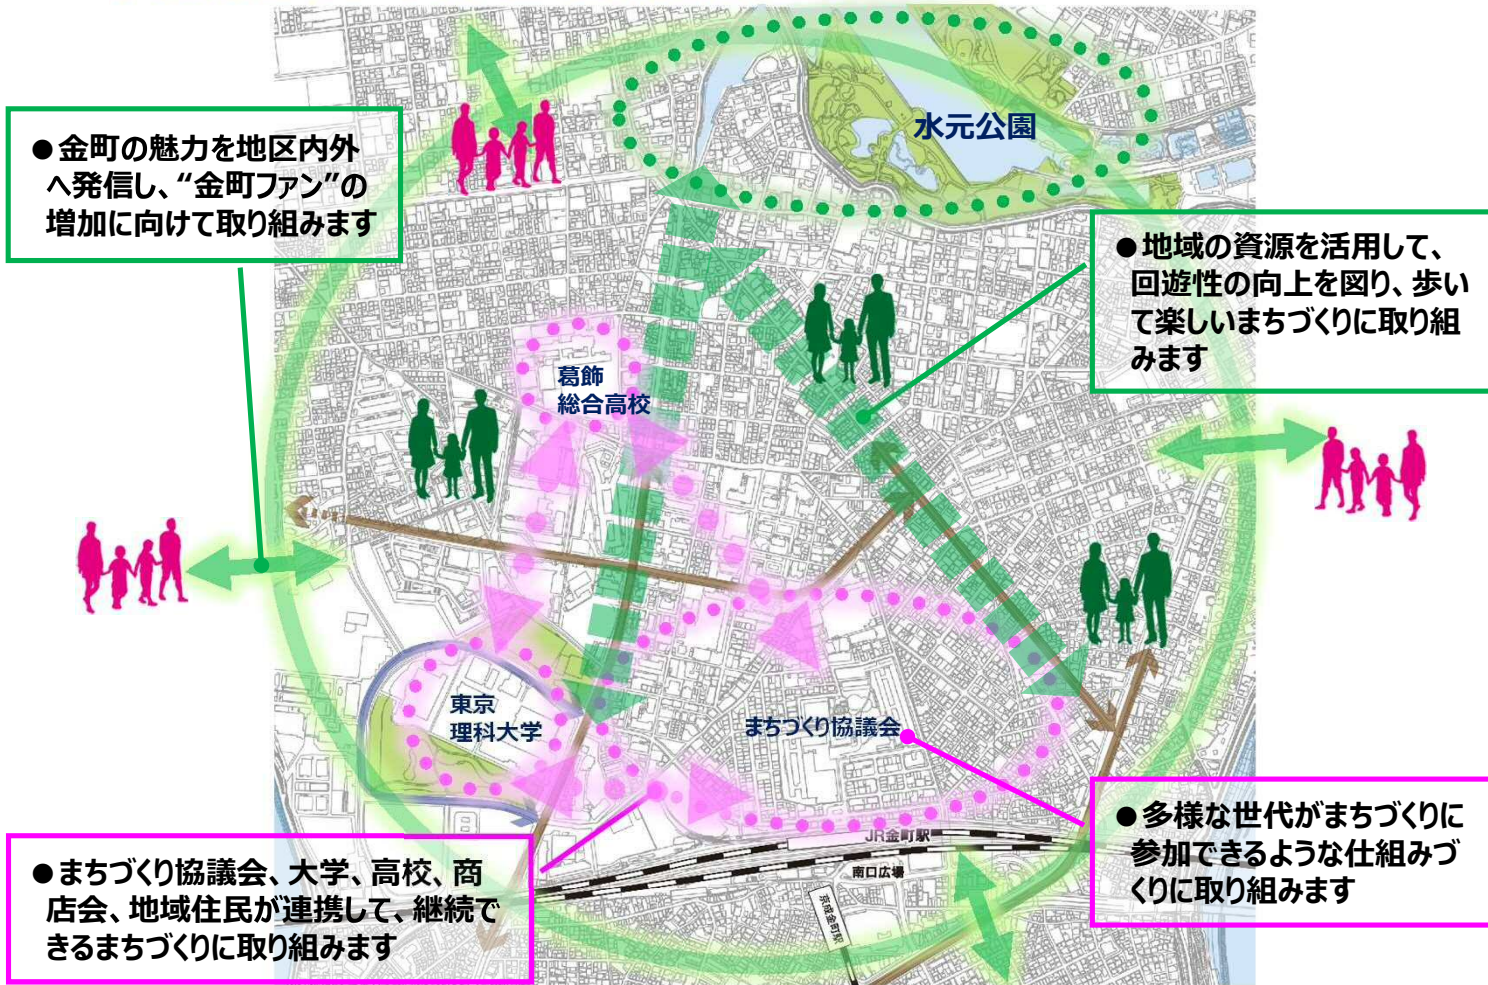 ●金町の魅力を地区内外
へ発信し、“金町ファン”の
増加に向けて取り組みます
水元公園
●地域の資源を活用して、
回遊性の向上を図り、歩い
て楽しいまちづくりに取り組
みます
葛飾
総合高校
東京
理科大学
まちづくり協議会
JR金町駅
南口広場
京成金町駅
●まちづくり協議会、大学、高校、商
店会、地域住民が連携して、継続で
きるまちづくりに取り組みます
●多様な世代がまちづくりに
参加できるような仕組みづ
くりに取り組みます